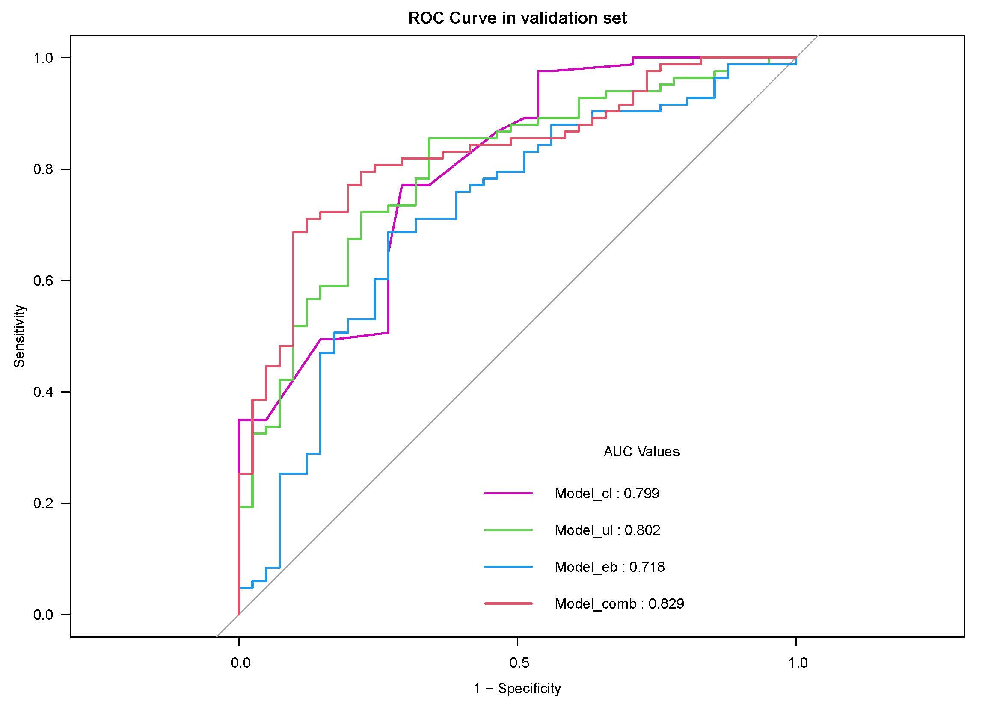 ROC Curve in validation set
1.0
0.8
0.6
0.4
0.2
0.0
Sensitivity
AUC Values
Model_cl : 0.799
Model_ul : 0.802
Model_eb : 0.718
Model_comb : 0.829
0.0
0.5
1.0
1 − Specificity